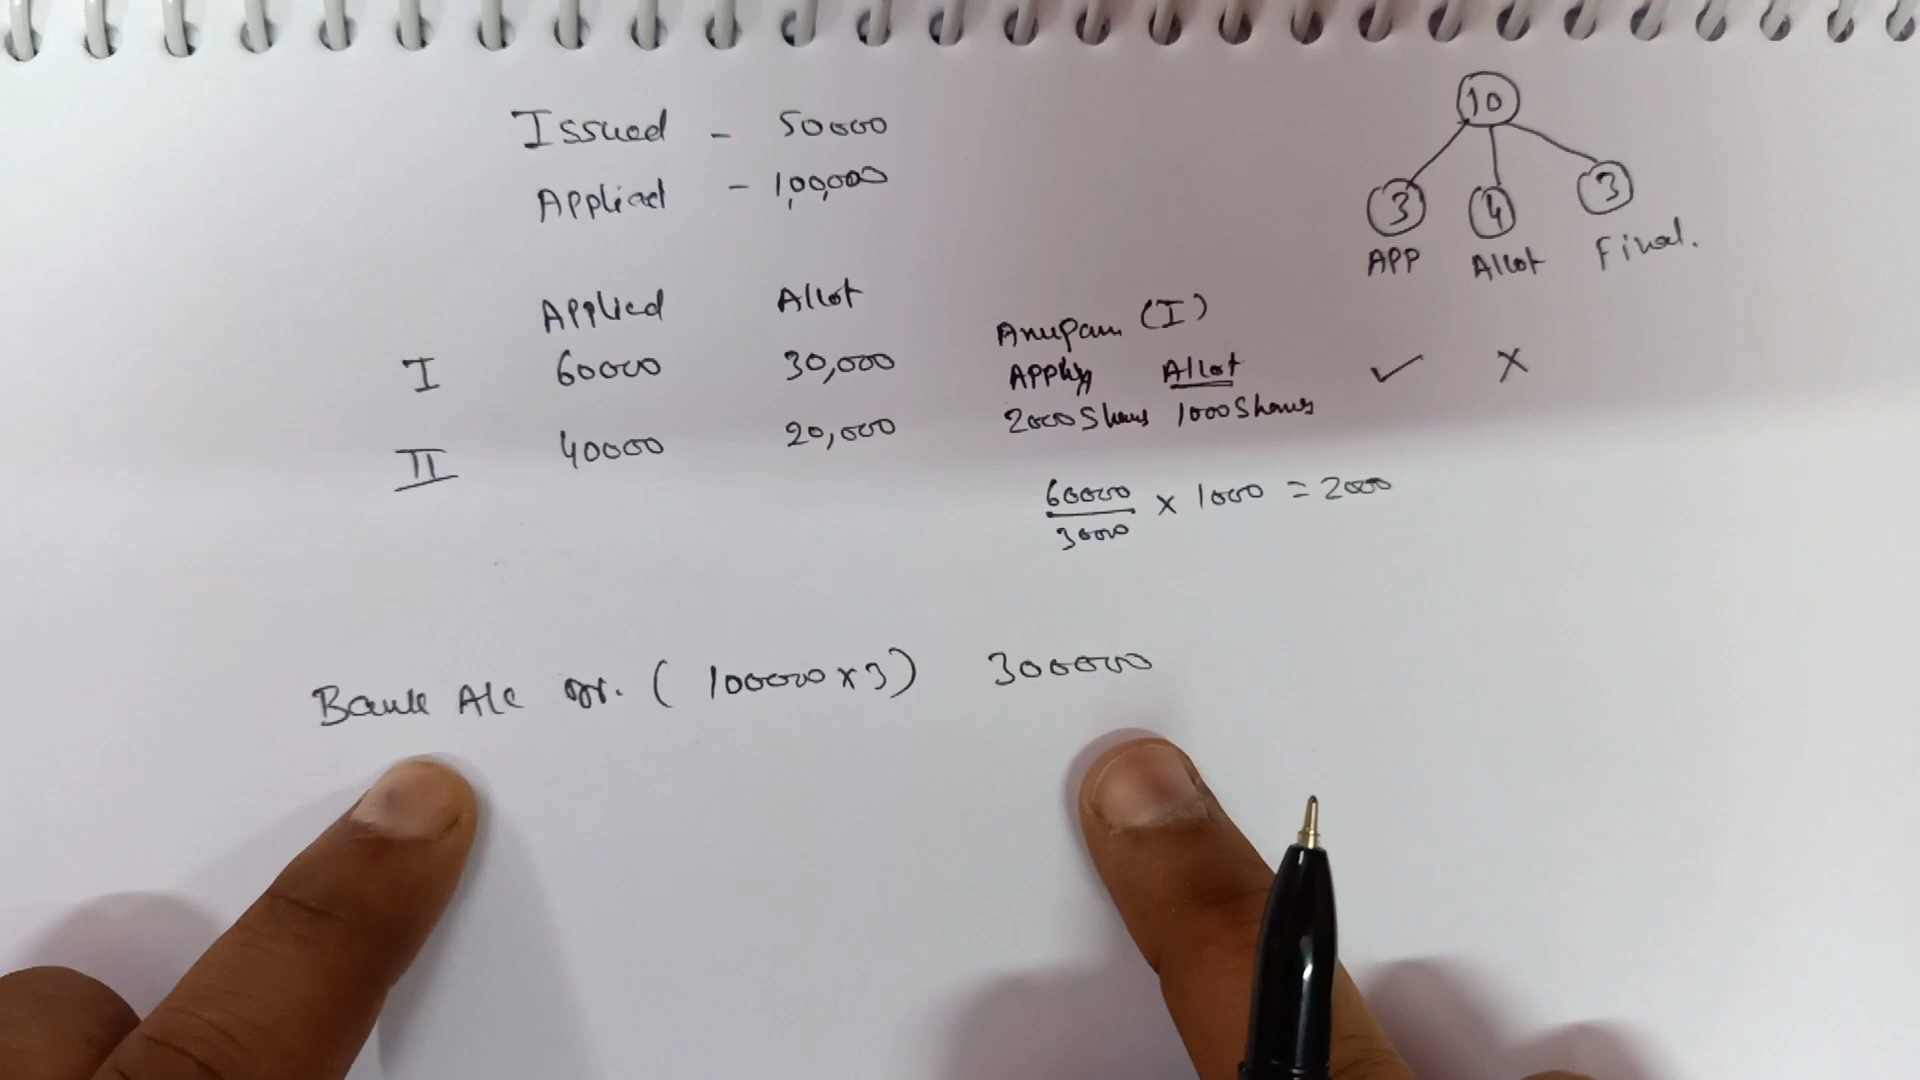 Issued - 50000
Applied - 1,00,000
10
3 4 3
APP Allot Final.
Applied Allot
I 60000 30,000
II 40000 20,000
Anupam (I)
Apply Allot
2000 Shares 1000 Shares
✓ X
60000
30000
x 1000 = 2000
Bank A/c Dr. (100000 x 3) 300000